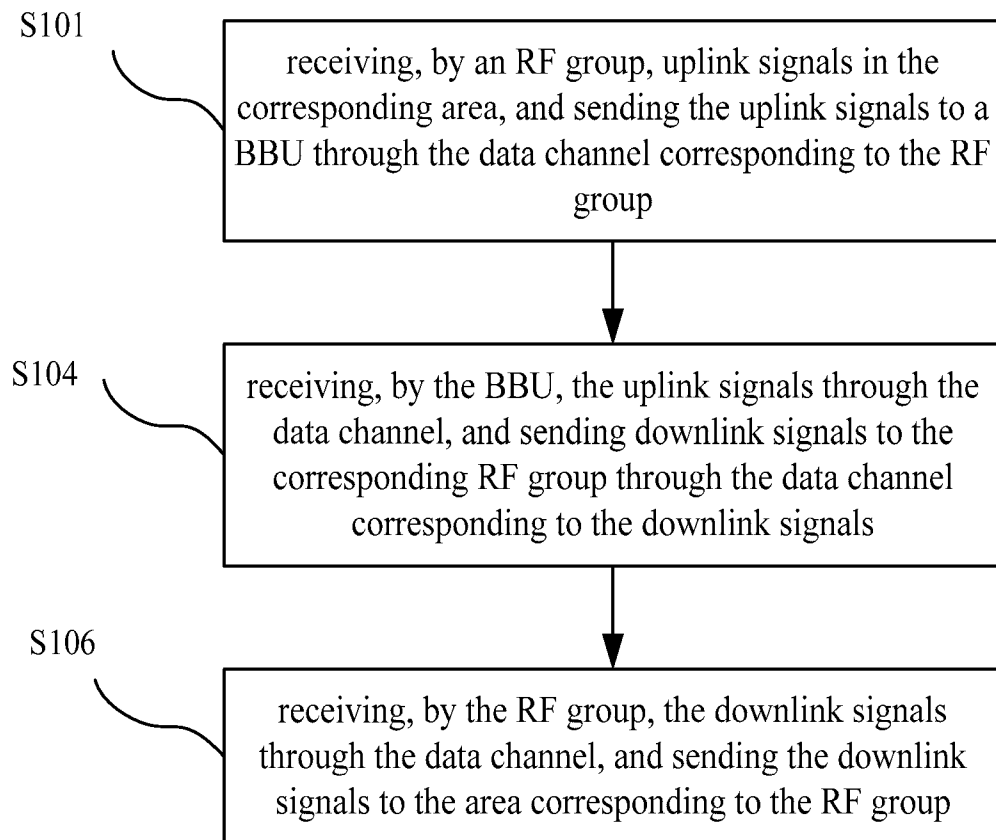 S101
receiving, by an RF group, uplink signals in the
corresponding area, and sending the uplink signals to a
BBU through the data channel corresponding to the RF
group
S104
receiving, by the BBU, the uplink signals through the
data channel, and sending downlink signals to the
corresponding RF group through the data channel
corresponding to the downlink signals
S106
receiving, by the RF group, the downlink signals
through the data channel, and sending the downlink
signals to the area corresponding to the RF group